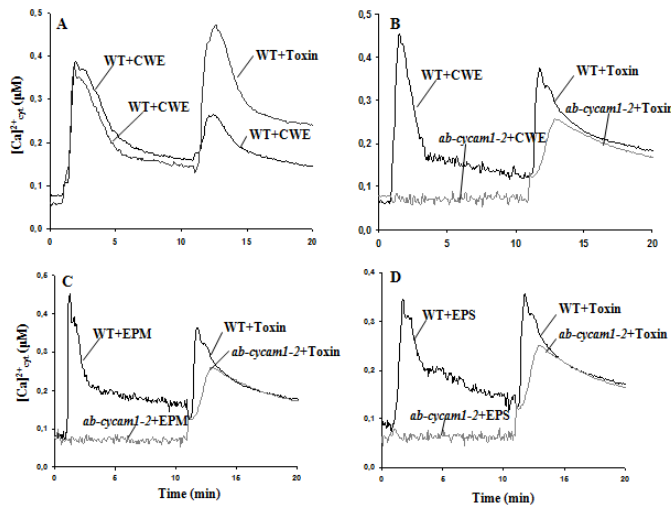 A
WT+CWE
WT+Toxin
WT+CWE
WT+CWE
[Ca]²⁺cyt (µM)
0,5
0,4
0,3
0,2
0,1
0,0
0 5 10 15 20
B
WT+CWE
WT+Toxin
ab-cycam1-2+Toxin
ab-cycam1-2+CWE
0,5
0,4
0,3
0,2
0,1
0,0
0 5 10 15 20
C
WT+EPM
WT+Toxin
ab-cycam1-2+Toxin
ab-cycam1-2+EPM
[Ca]²⁺cyt (µM)
0,4
0,3
0,2
0,1
0,0
0 5 10 15 20
Time (min)
D
WT+EPS
WT+Toxin
ab-cycam1-2+Toxin
ab-cycam1-2+EPS
0,4
0,3
0,2
0,1
0,0
0 5 10 15 20
Time (min)